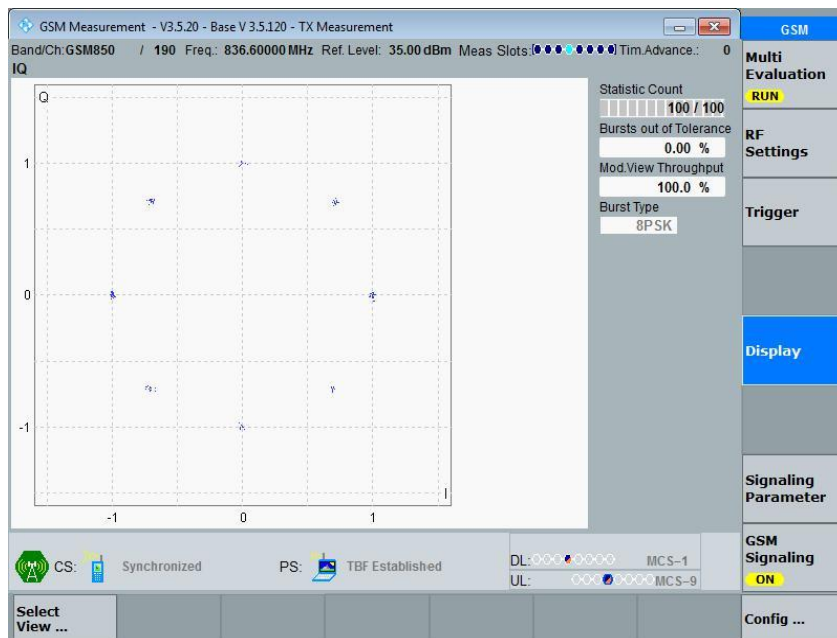 GSM Measurement - V3.5.20 - Base V 3.5.120 - TX Measurement
Band/Ch: GSM850 / 190 Freq.: 836.60000 MHz Ref. Level: 35.00 dBm Meas Slots: Tim.Advance.: 0
IQ
Q
1
0
-1
I
-1 0 1
Statistic Count
100 / 100
Bursts out of Tolerance
0.00 %
Mod.View Throughput
100.0 %
Burst Type
8PSK
CS: Synchronized PS: TBF Established
DL: MCS-1
UL: MCS-9
GSM
Multi
Evaluation
RUN
RF
Settings
Trigger
Display
Signaling
Parameter
GSM
Signaling
ON
Select
View ...
Config ...